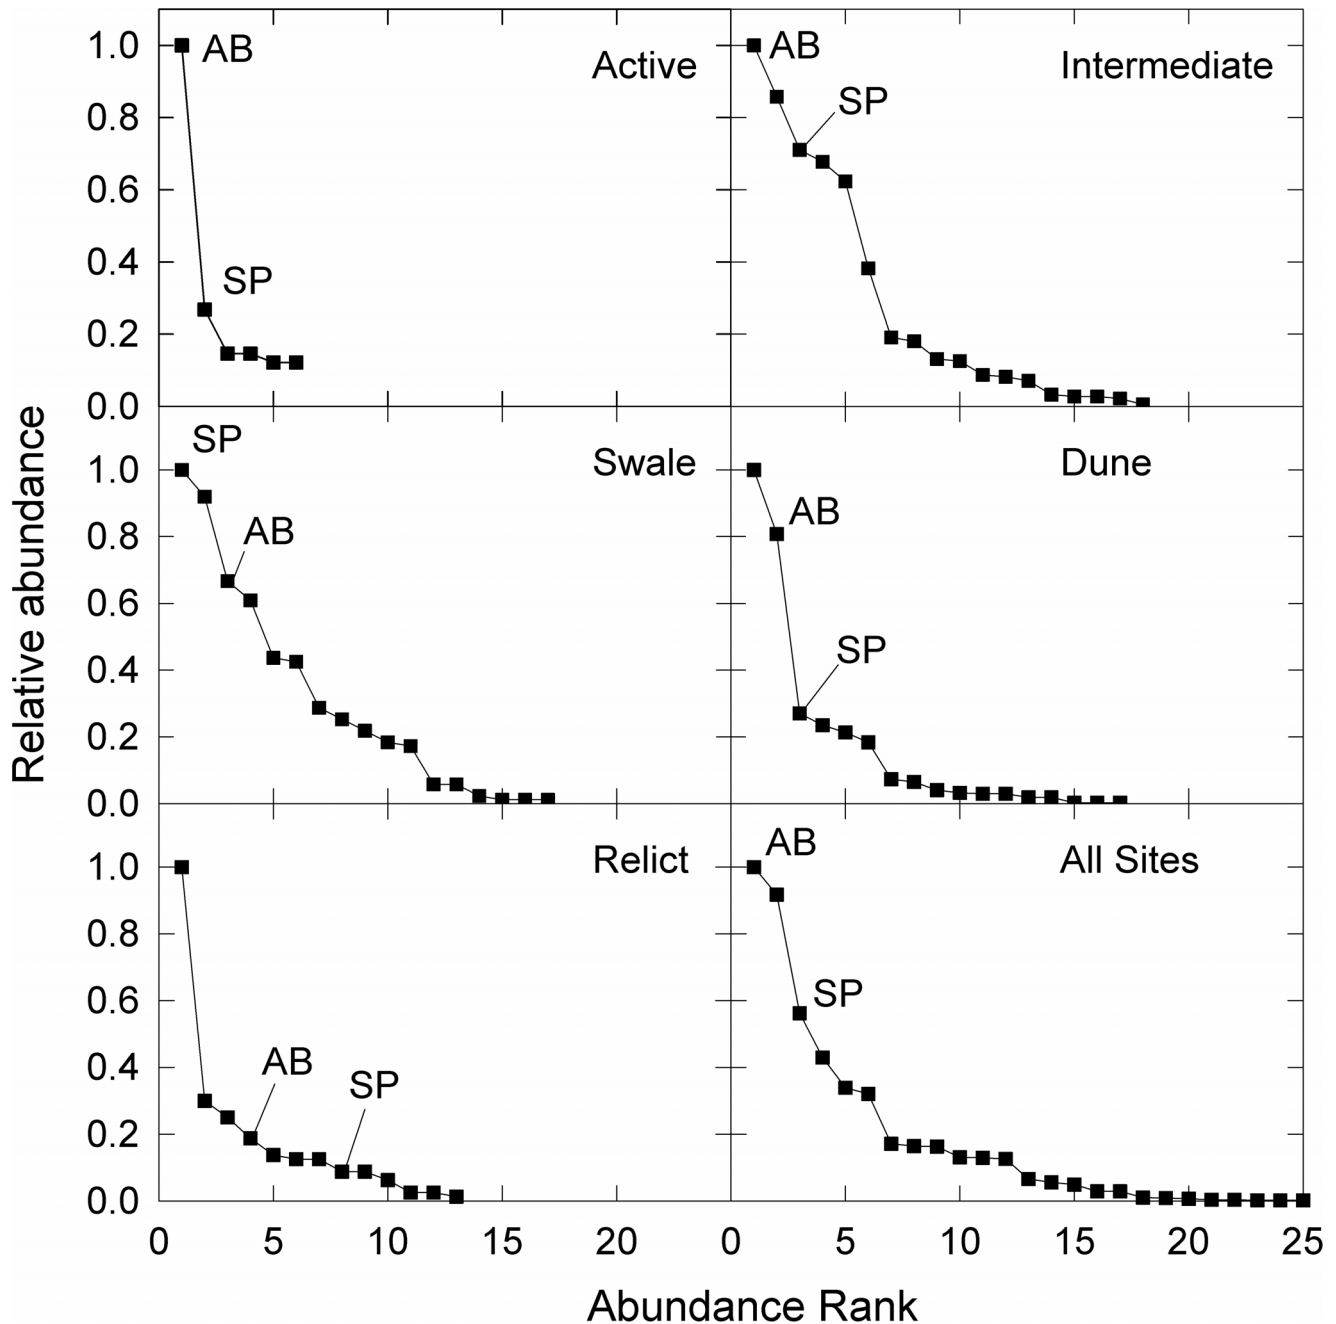 Relative abundance
1.0 AB Active
0.8
0.6
0.4 SP
0.2
0.0
AB Intermediate
SP
SP Swale
1.0
0.8 AB
0.6
0.4
0.2
0.0
Dune
AB
SP
Relict
1.0
0.8
0.6
0.4 AB SP
0.2
0.0
AB All Sites
SP
0 5 10 15 20 0 5 10 15 20 25
Abundance Rank